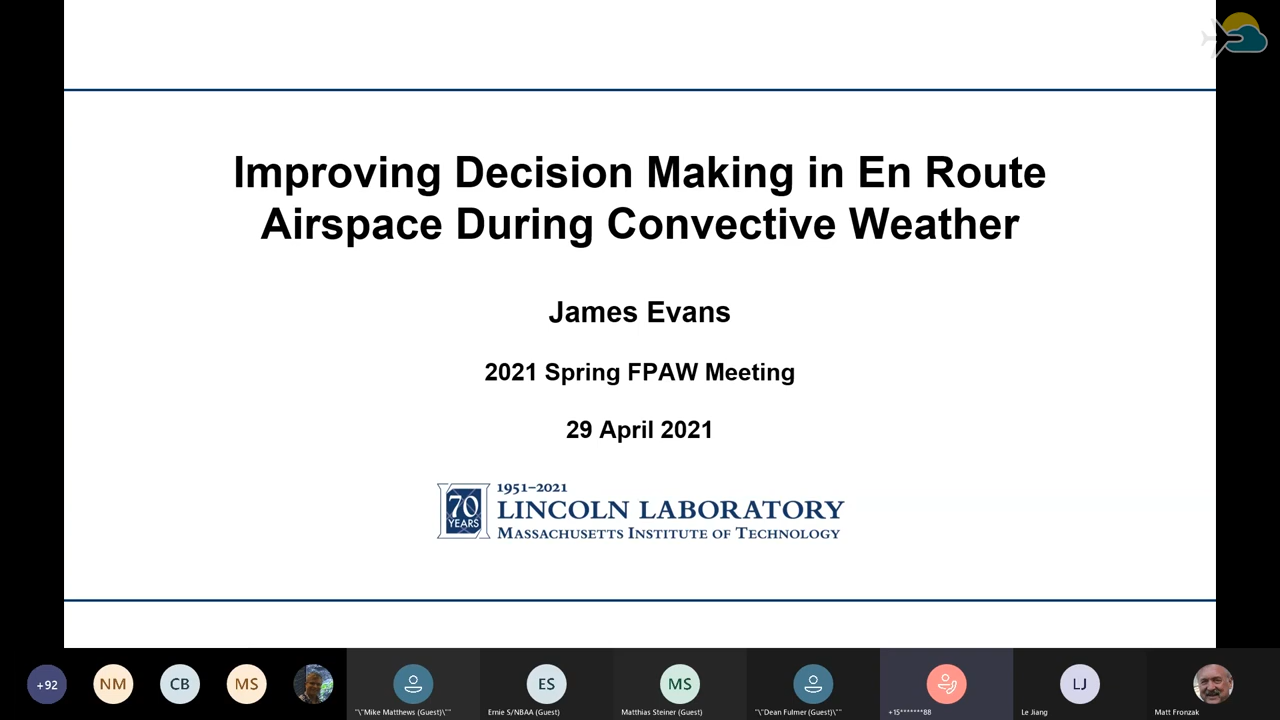 Improving Decision Making in En Route
Airspace During Convective Weather
James Evans
2021 Spring FPAW Meeting
29 April 2021
70
YEARS
1951–2021
LINCOLN LABORATORY
MASSACHUSETTS INSTITUTE OF TECHNOLOGY
+92
NM
CB
MS
ES
MS
LJ
"\"Mike Matthews (Guest)\""
Ernie S/NBAA (Guest)
Matthias Steiner (Guest)
"\"Dean Fulmer (Guest)\""
+15*******88
Le Jiang
Matt Fronzak